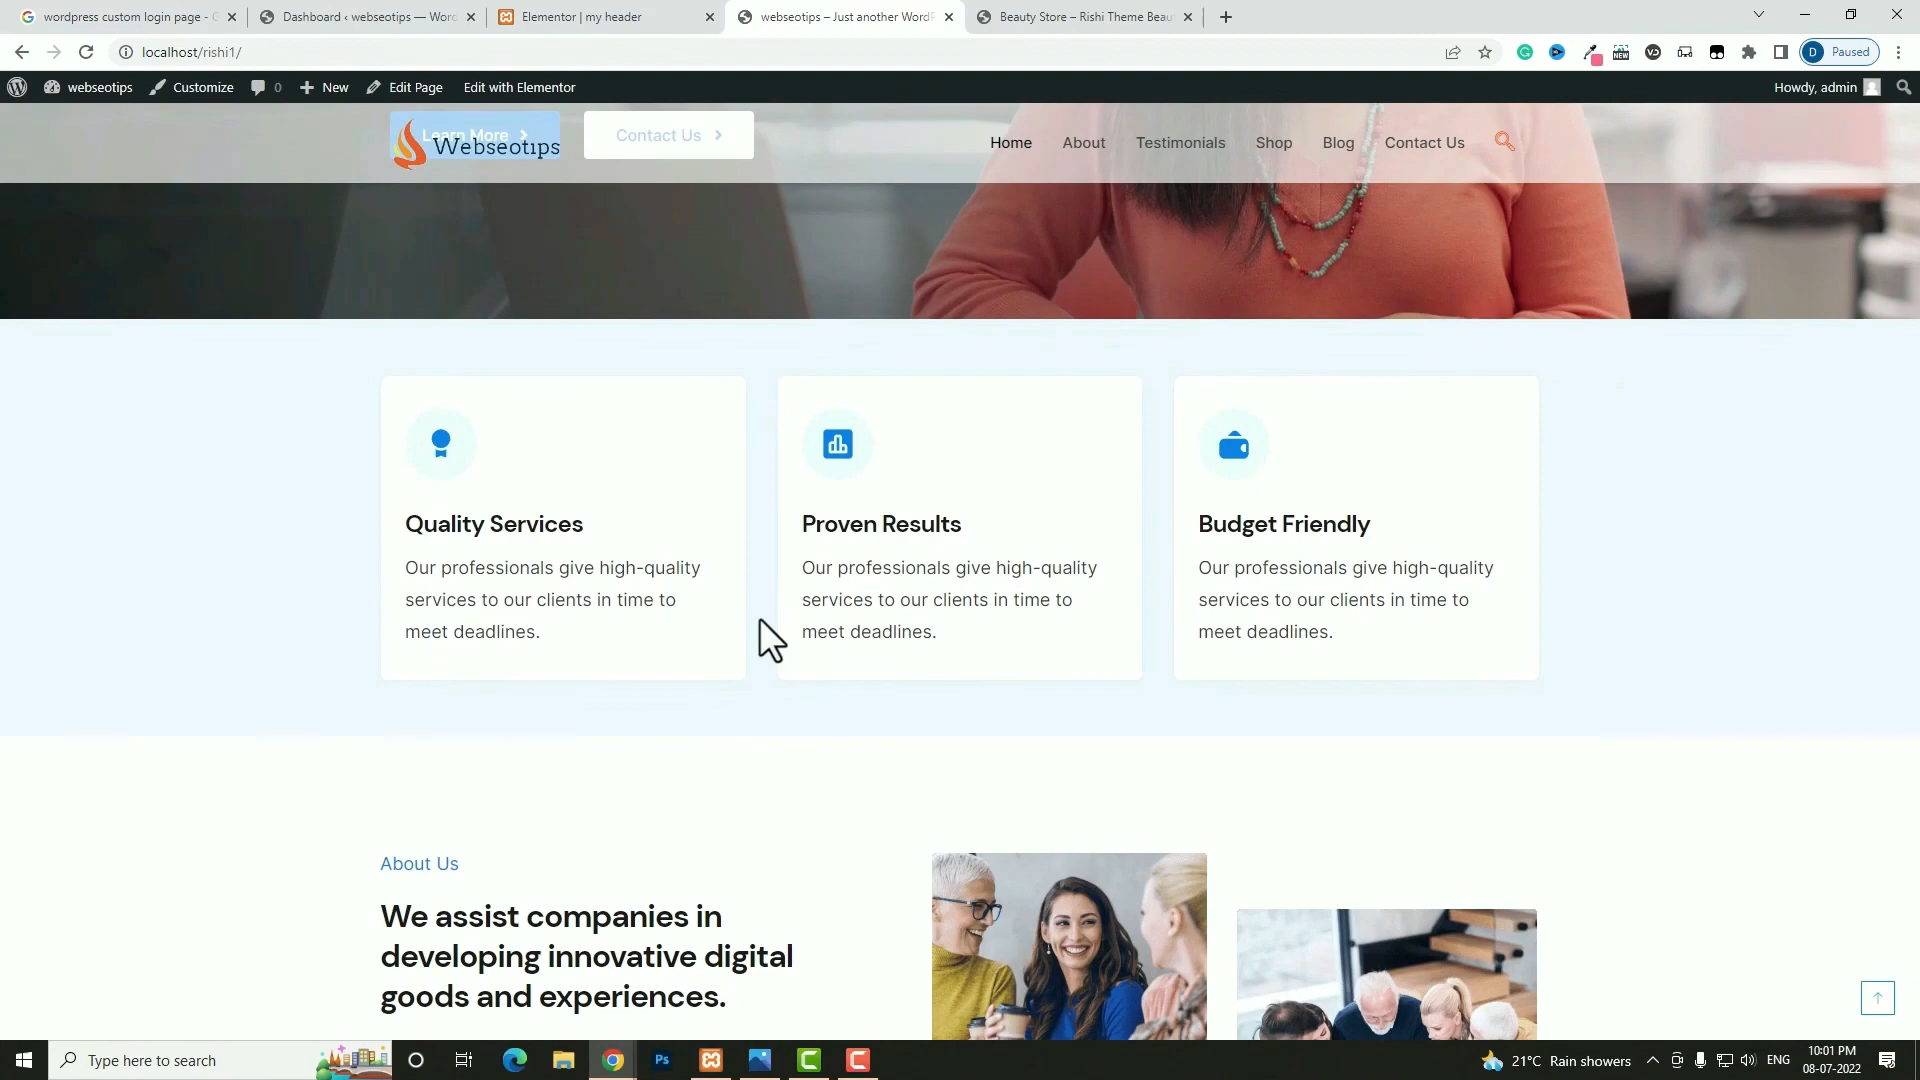 wordpress custom login page - G
Dashboard ‹ webseotips — Word
Elementor | my header
webseotips – Just another WordP
Beauty Store – Rishi Theme Beau
localhost/rishi1/
D Paused
webseotips
Customize
0
New
Edit Page
Edit with Elementor
Howdy, admin
Learn More
Webseotips
Contact Us
Home
About
Testimonials
Shop
Blog
Contact Us
Quality Services
Our professionals give high-quality
services to our clients in time to
meet deadlines.
Proven Results
Our professionals give high-quality
services to our clients in time to
meet deadlines.
Budget Friendly
Our professionals give high-quality
services to our clients in time to
meet deadlines.
About Us
We assist companies in
developing innovative digital
goods and experiences.
Type here to search
Ps
21°C Rain showers
ENG
10:01 PM
08-07-2022